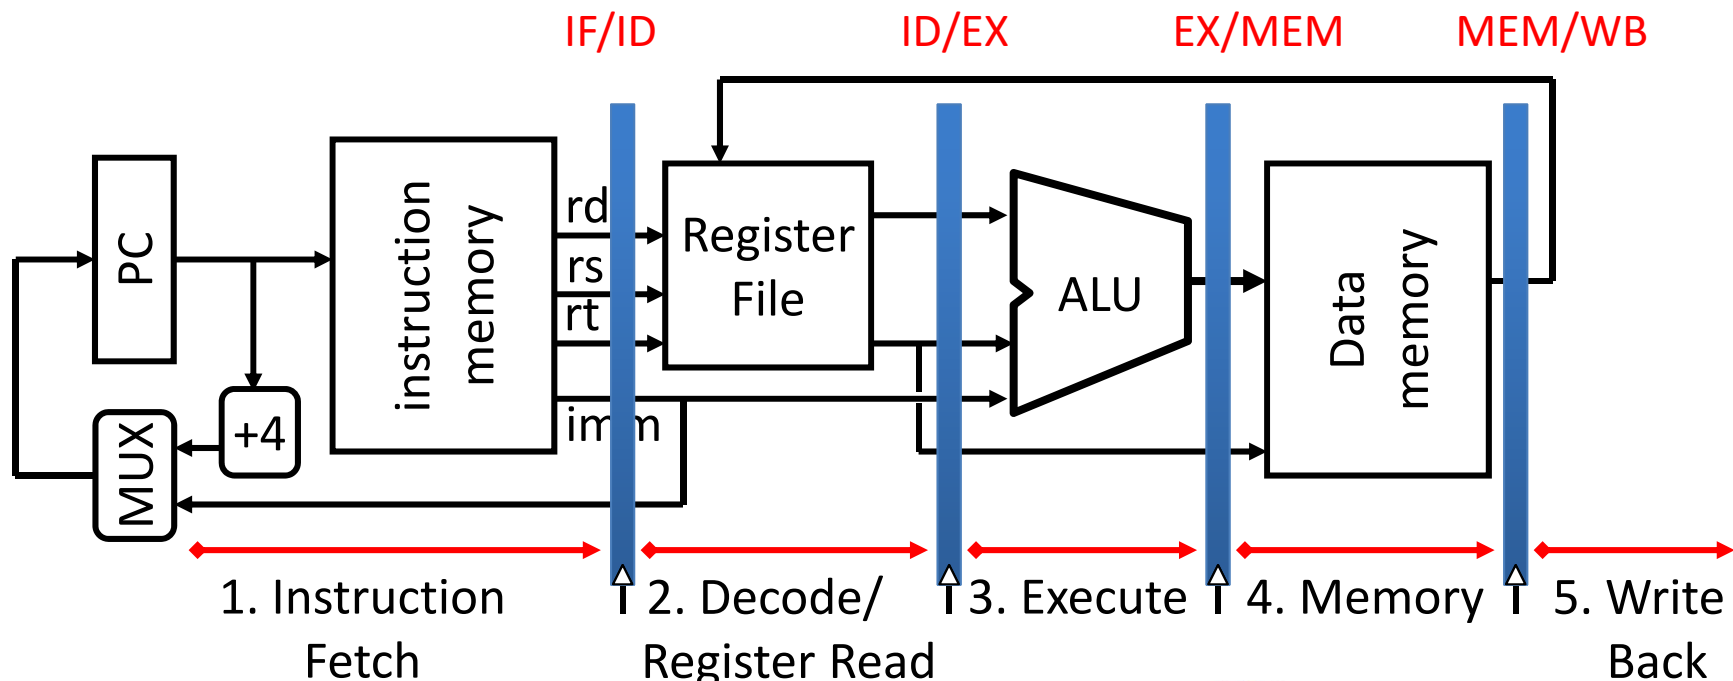 IF/ID
ID/EX
EX/MEM
MEM/WB
PC
+4
MUX
instruction
memory
rd
rs
rt
imm
Register
File
ALU
Data
memory
1. Instruction
Fetch
2. Decode/
Register Read
3. Execute
4. Memory
5. Write
Back